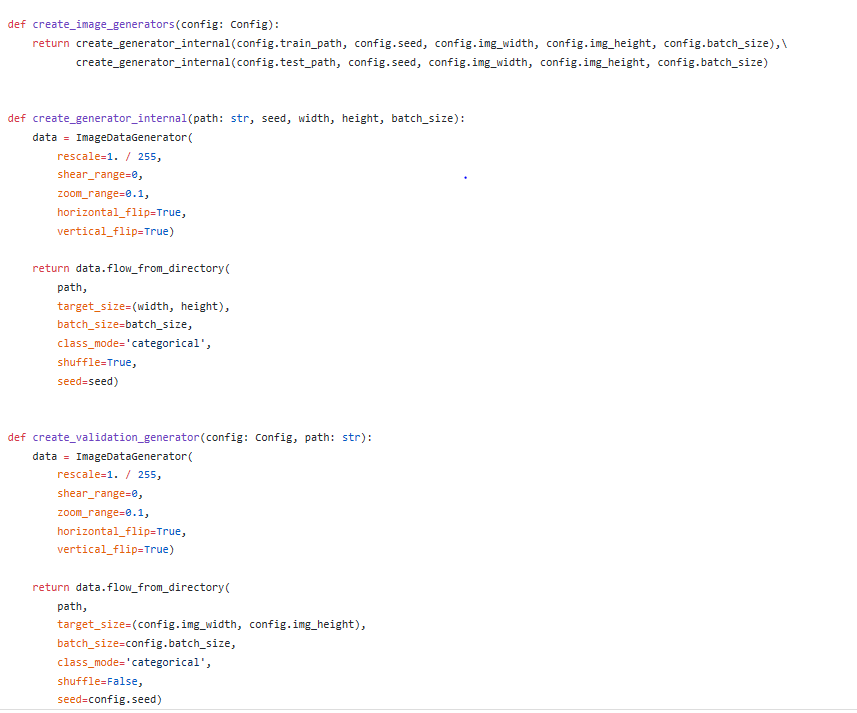 def create_image_generators(config: Config):
    return create_generator_internal(config.train_path, config.seed, config.img_width, config.img_height, config.batch_size),\
           create_generator_internal(config.test_path, config.seed, config.img_width, config.img_height, config.batch_size)
def create_generator_internal(path: str, seed, width, height, batch_size):
    data = ImageDataGenerator(
        rescale=1. / 255,
        shear_range=0,
        zoom_range=0.1,
        horizontal_flip=True,
        vertical_flip=True)
    return data.flow_from_directory(
        path,
        target_size=(width, height),
        batch_size=batch_size,
        class_mode='categorical',
        shuffle=True,
        seed=seed)
def create_validation_generator(config: Config, path: str):
    data = ImageDataGenerator(
        rescale=1. / 255,
        shear_range=0,
        zoom_range=0.1,
        horizontal_flip=True,
        vertical_flip=True)
    return data.flow_from_directory(
        path,
        target_size=(config.img_width, config.img_height),
        batch_size=config.batch_size,
        class_mode='categorical',
        shuffle=False,
        seed=config.seed)